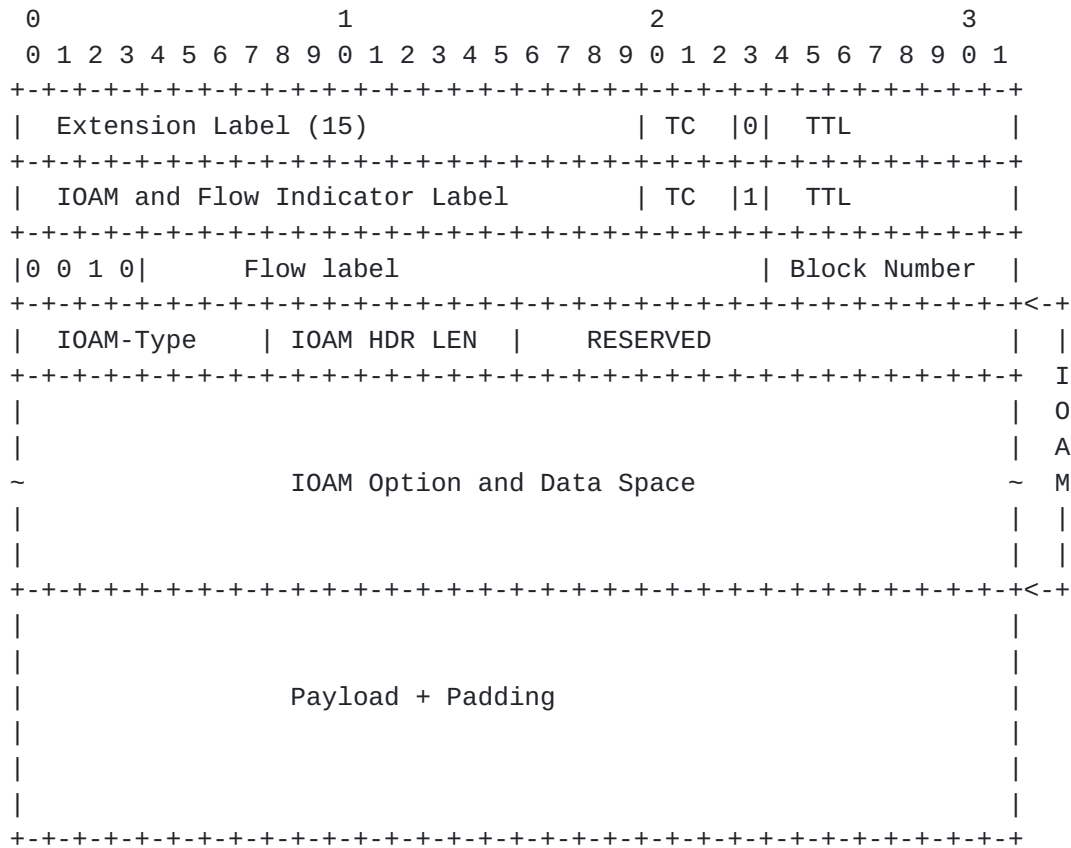 0                   1                   2                   3
 0 1 2 3 4 5 6 7 8 9 0 1 2 3 4 5 6 7 8 9 0 1 2 3 4 5 6 7 8 9 0 1
+-+-+-+-+-+-+-+-+-+-+-+-+-+-+-+-+-+-+-+-+-+-+-+-+-+-+-+-+-+-+-+-+
|  Extension Label (15)                 | TC  |0|  TTL          |
+-+-+-+-+-+-+-+-+-+-+-+-+-+-+-+-+-+-+-+-+-+-+-+-+-+-+-+-+-+-+-+-+
|  IOAM and Flow Indicator Label        | TC  |1|  TTL          |
+-+-+-+-+-+-+-+-+-+-+-+-+-+-+-+-+-+-+-+-+-+-+-+-+-+-+-+-+-+-+-+-+
|0 0 1 0|      Flow label                       | Block Number  |
+-+-+-+-+-+-+-+-+-+-+-+-+-+-+-+-+-+-+-+-+-+-+-+-+-+-+-+-+-+-+-+-+<-+
|  IOAM-Type    | IOAM HDR LEN  |    RESERVED                   |  |
+-+-+-+-+-+-+-+-+-+-+-+-+-+-+-+-+-+-+-+-+-+-+-+-+-+-+-+-+-+-+-+-+  I
|                                                               |  O
|                                                               |  A
~                 IOAM Option and Data Space                    ~  M
|                                                               |  |
|                                                               |  |
+-+-+-+-+-+-+-+-+-+-+-+-+-+-+-+-+-+-+-+-+-+-+-+-+-+-+-+-+-+-+-+-+<-+
|                                                               |
|                                                               |
|                 Payload + Padding                             |
|                                                               |
|                                                               |
|                                                               |
+-+-+-+-+-+-+-+-+-+-+-+-+-+-+-+-+-+-+-+-+-+-+-+-+-+-+-+-+-+-+-+-+